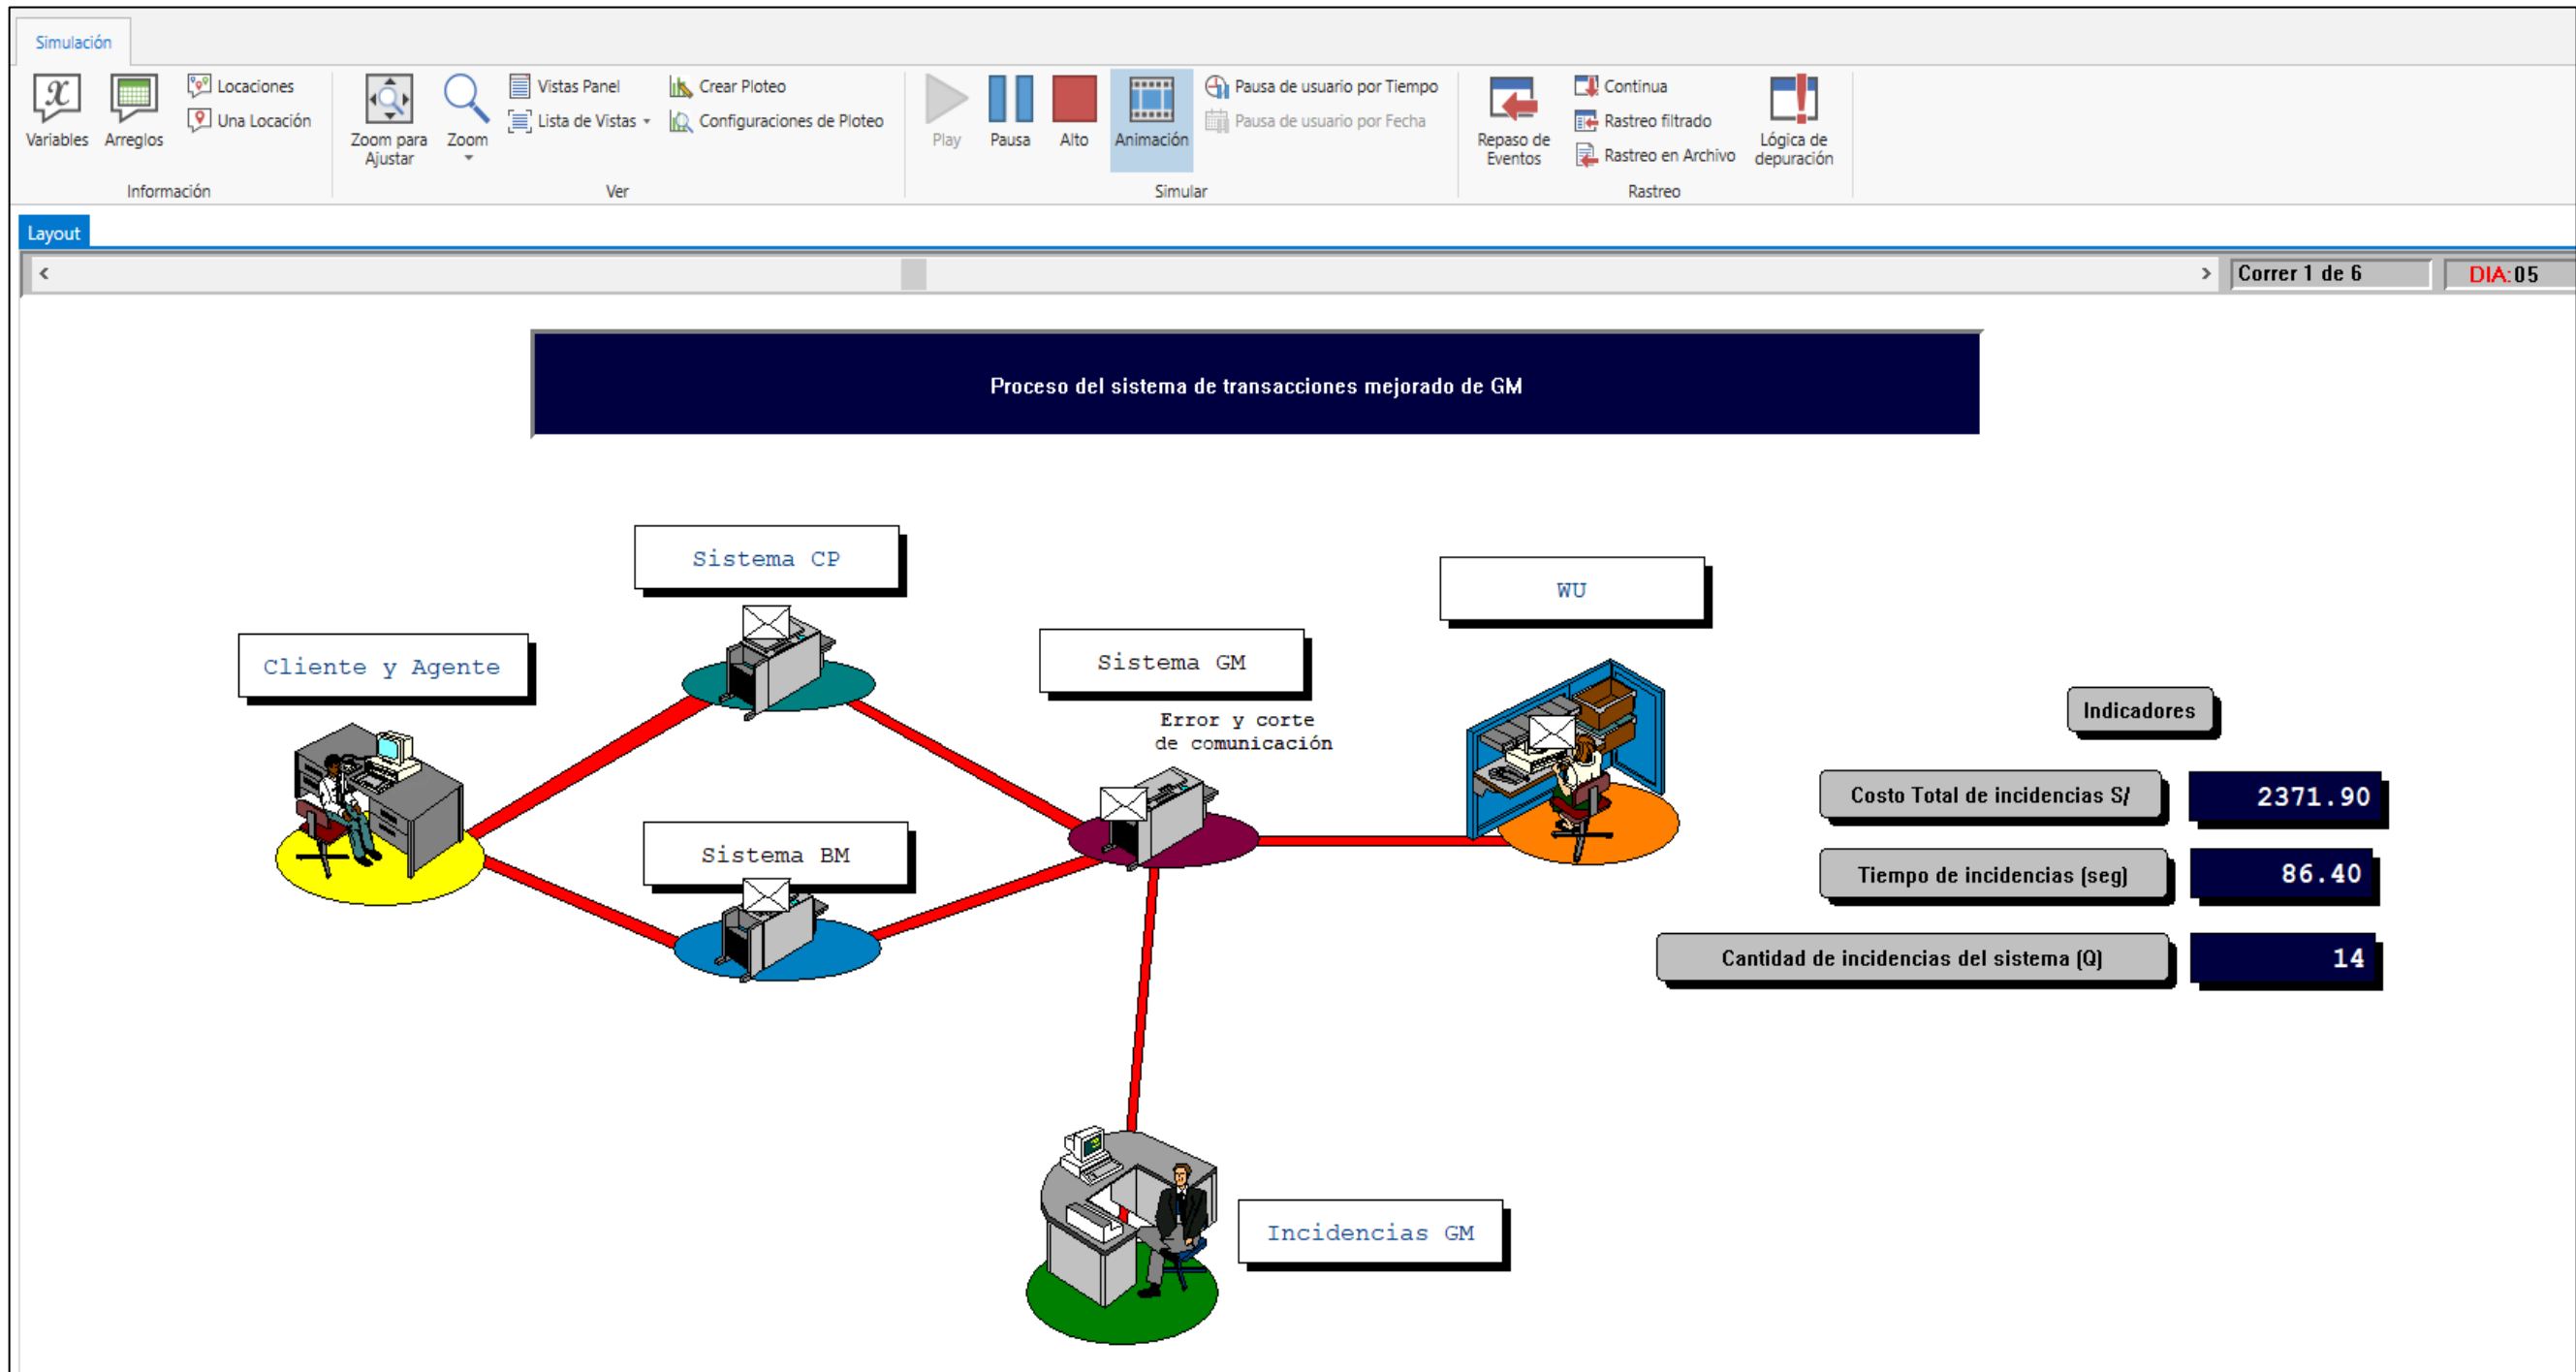 Simulación
Variables
Arreglos
Locaciones
Una Locación
Información
Zoom para
Ajustar
Zoom
Vistas Panel
Lista de Vistas
Crear Ploteo
Configuraciones de Ploteo
Ver
Play
Pausa
Alto
Animación
Pausa de usuario por Tiempo
Pausa de usuario por Fecha
Simular
Repaso de
Eventos
Continua
Rastreo filtrado
Rastreo en Archivo
Lógica de
depuración
Rastreo
Layout
Correr 1 de 6
DIA:05
Proceso del sistema de transacciones mejorado de GM
Sistema CP
WU
Cliente y Agente
Sistema GM
Error y corte
de comunicación
Indicadores
Costo Total de incidencias S/
2371.90
Sistema BM
Tiempo de incidencias (seg)
86.40
Cantidad de incidencias del sistema (Q)
14
Incidencias GM